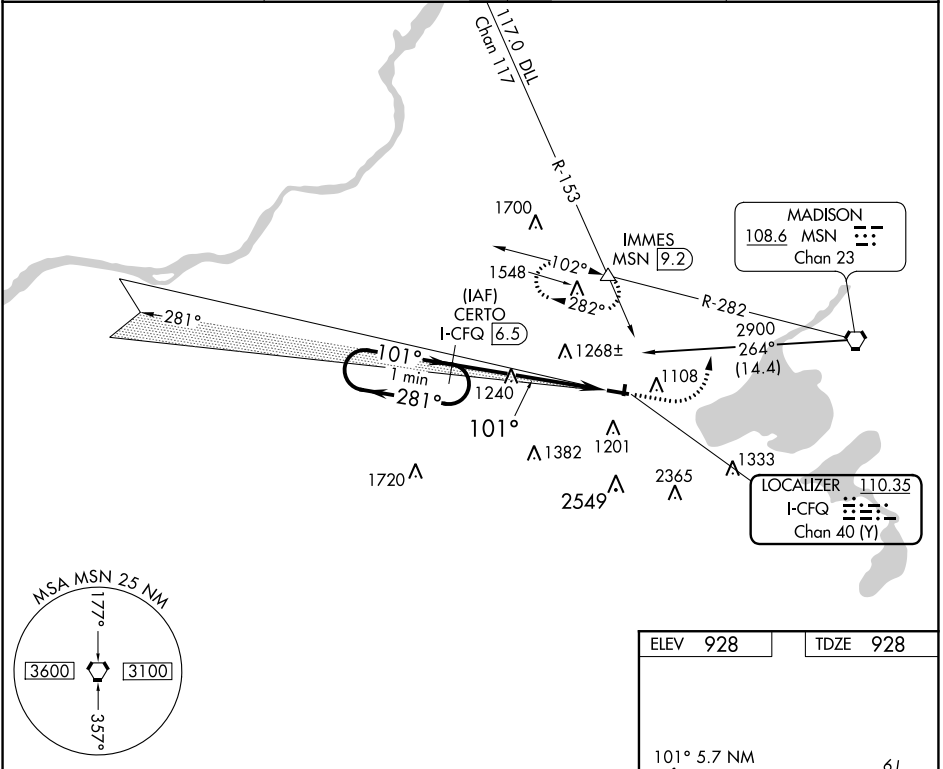 117.0 DLL
Chan 117
R-153
1700
IMMES
MSN 9.2
MADISON
108.6 MSN
Chan 23
102°
1548
282°
R-282
(IAF)
CERTO
I-CFQ 6.5
281°
2900
264°
(14.4)
1268±
101°
1 min
281°
1240
1108
101°
1201
1382
1333
1720
2365
2549
LOCALIZER 110.35
I-CFQ
Chan 40 (Y)
MSA MSN 25 NM
177°
3600
3100
357°
ELEV 928
TDZE 928
101° 5.7 NM